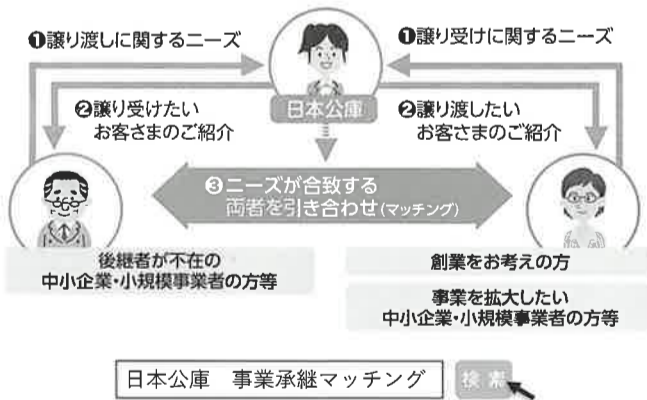 ❶譲り渡しに関するニーズ
❶譲り受けに関するニーズ
日本公庫
❷譲り受けたい
お客さまのご紹介
❷譲り渡したい
お客さまのご紹介
❸ニーズが合致する
両者を引き合わせ(マッチング)
後継者が不在の
中小企業・小規模事業者の方等
創業をお考えの方
事業を拡大したい
中小企業・小規模事業者の方等
日本公庫　事業承継マッチング
検索